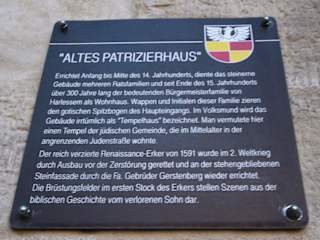 "ALTES PATRIZIERHAUS"
Errichtet Anfang bis Mitte des 14. Jahrhunderts, diente das steinerne
Gebäude mehreren Ratsfamilien und seit Ende des 15. Jahrhunderts
über 300 Jahre lang der bedeutenden Bürgermeisterfamilie von
Harlessem als Wohnhaus. Wappen und Initialen dieser Familie zieren
den gotischen Spitzbogen des Haupteingangs. Im Volksmund wird das
Gebäude irrtümlich als "Tempelhaus" bezeichnet. Man vermutete hier
einen Tempel der jüdischen Gemeinde, die im Mittelalter in der
angrenzenden Judenstraße wohnte.
Der reich verzierte Renaissance-Erker von 1591 wurde im 2. Weltkrieg
durch Ausbau vor der Zerstörung gerettet und an der stehengebliebenen
Steinfassade durch die Fa. Gebrüder Gerstenberg wieder errichtet.
Die Brüstungsfelder im ersten Stock des Erkers stellen Szenen aus der
biblischen Geschichte vom verlorenen Sohn dar.